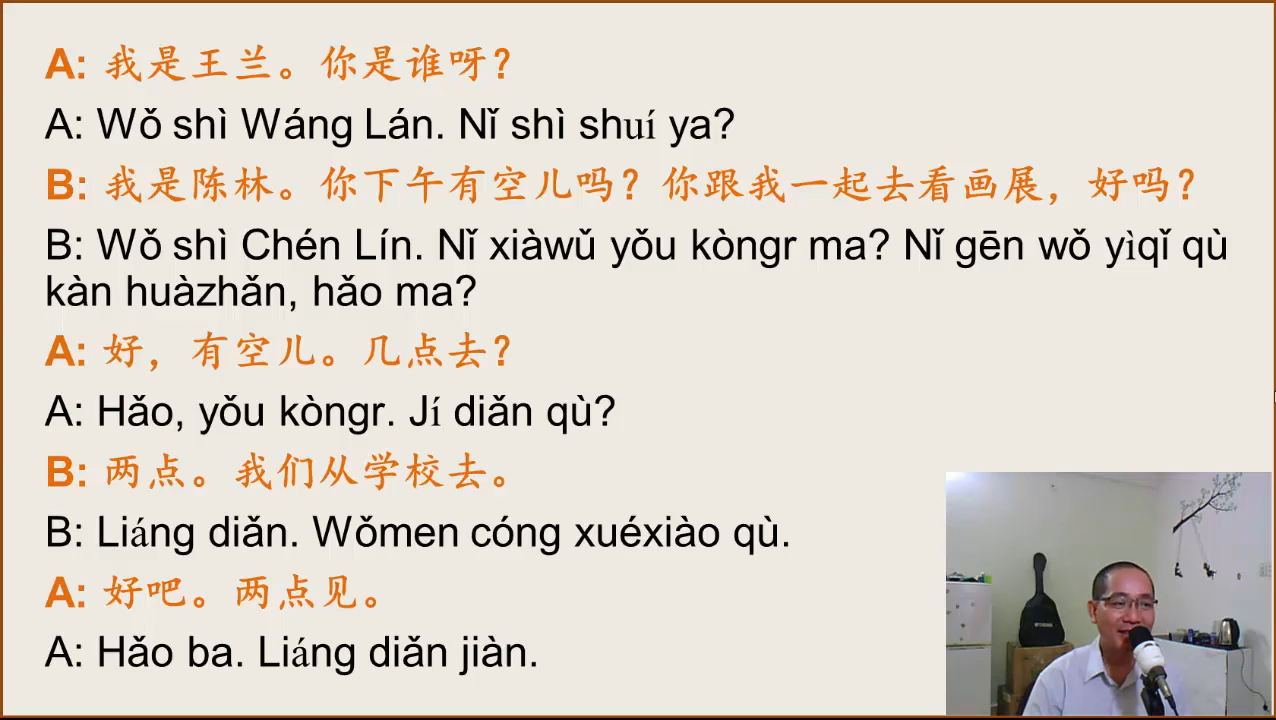 A: 我是王兰。你是谁呀？
A: Wǒ shì Wáng Lán. Nǐ shì shuí ya?
B: 我是陈林。你下午有空儿吗？你跟我一起去看画展，好吗？
B: Wǒ shì Chén Lín. Nǐ xiàwǔ yǒu kòngr ma? Nǐ gēn wǒ yìqǐ qù
kàn huàzhǎn, hǎo ma?
A: 好，有空儿。几点去？
A: Hǎo, yǒu kòngr. Jí diǎn qù?
B: 两点。我们从学校去。
B: Liáng diǎn. Wǒmen cóng xuéxiào qù.
A: 好吧。两点见。
A: Hǎo ba. Liáng diǎn jiàn.